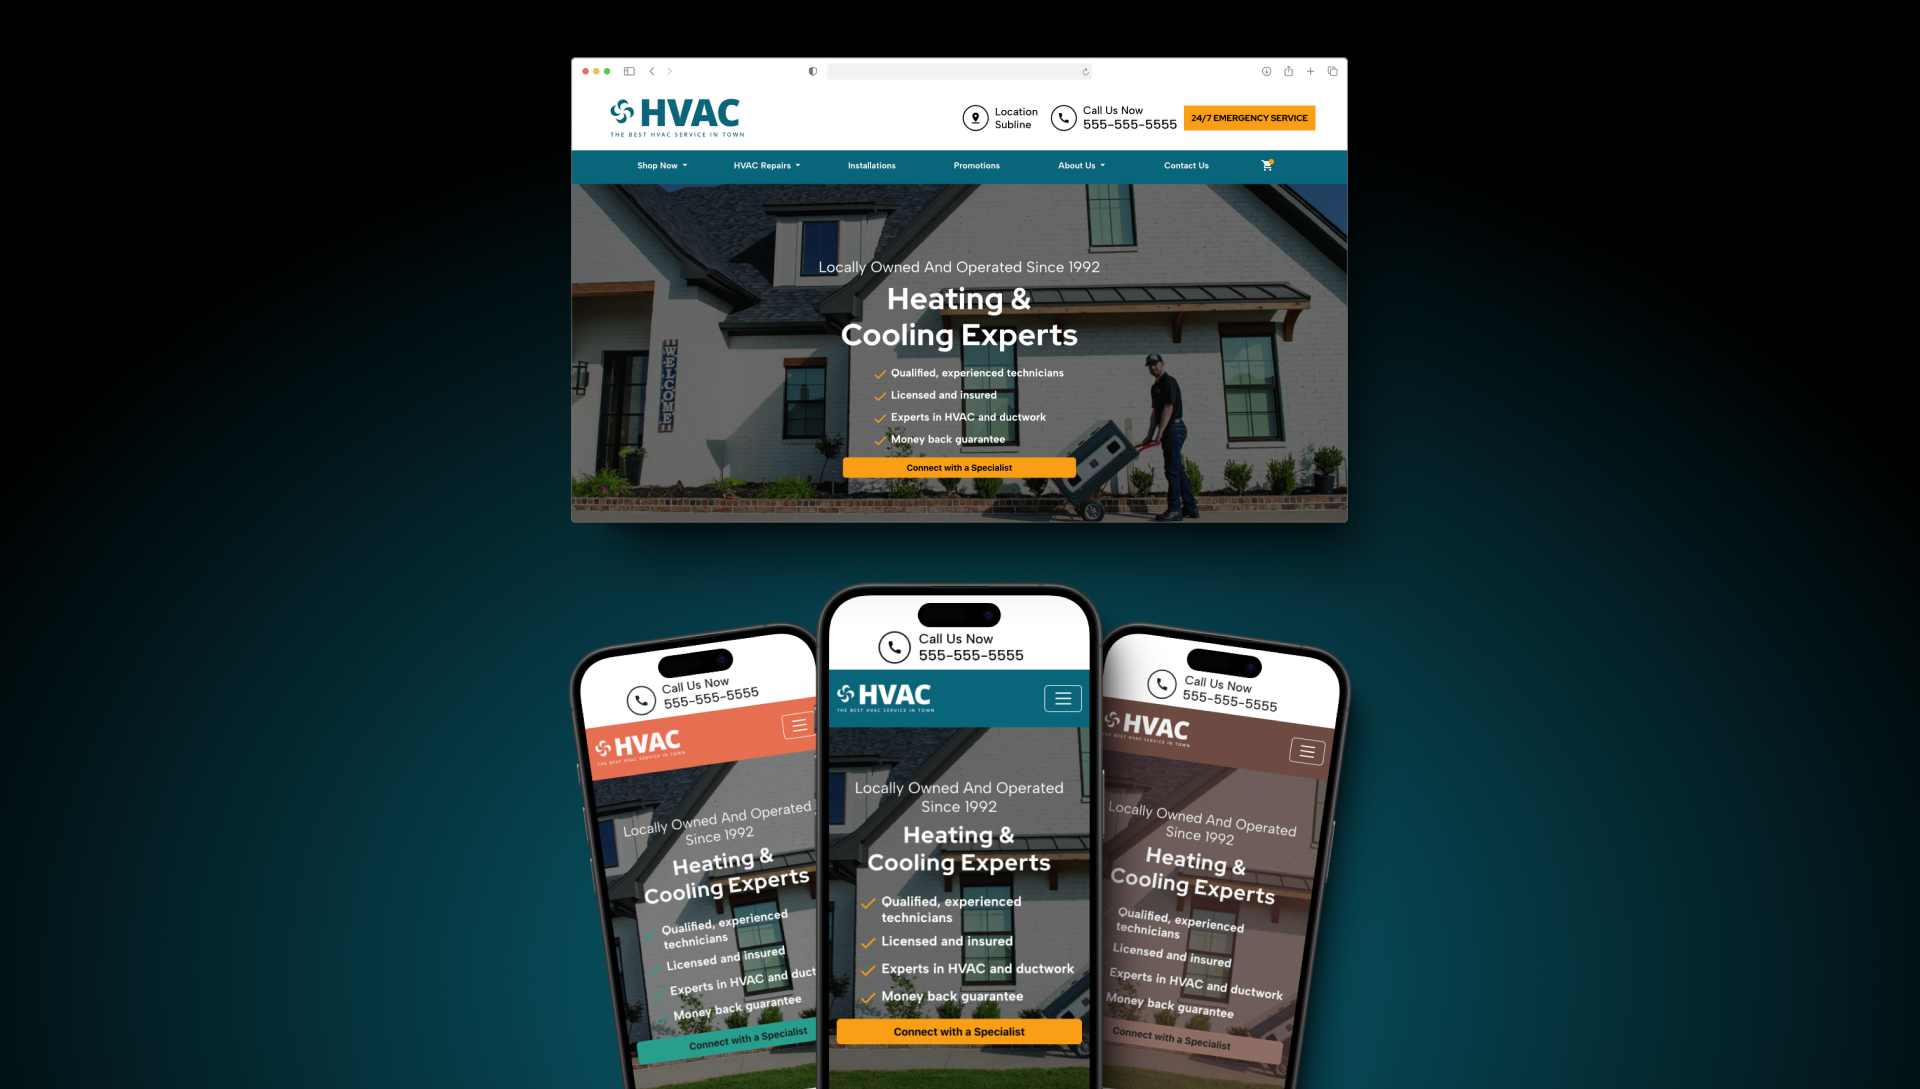 HVAC
THE BEST HVAC SERVICE IN TOWN
Location
Subline
Call Us Now
555-555-5555
24/7 EMERGENCY SERVICE
Shop Now
HVAC Repairs
Installations
Promotions
About Us
Contact Us
WELCOME
Locally Owned And Operated Since 1992
Heating &
Cooling Experts
Qualified, experienced technicians
Licensed and insured
Experts in HVAC and ductwork
Money back guarantee
Connect with a Specialist
Call Us Now
555-555-5555
HVAC
THE BEST HVAC SERVICE IN TOWN
Locally Owned And Operated
Since 1992
Heating &
Cooling Experts
Qualified, experienced
technicians
Licensed and insured
Experts in HVAC and duct
Money back guarantee
Connect with a Specialist
Call Us Now
555-555-5555
HVAC
THE BEST HVAC SERVICE IN TOWN
Locally Owned And Operated
Since 1992
Heating &
Cooling Experts
Qualified, experienced
technicians
Licensed and insured
Experts in HVAC and ductwork
Money back guarantee
Connect with a Specialist
Call Us Now
555-555-5555
HVAC
THE BEST HVAC SERVICE IN TOWN
Locally Owned And Operated
Since 1992
Heating &
Cooling Experts
Qualified, experienced
technicians
Licensed and insured
Experts in HVAC and ductwork
Money back guarantee
Connect with a Specialist